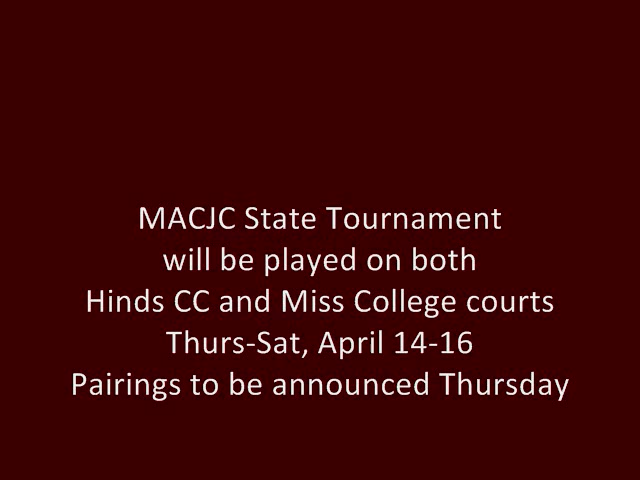 MACJC State Tournament
will be played on both
Hinds CC and Miss College courts
Thurs-Sat, April 14-16
Pairings to be announced Thursday